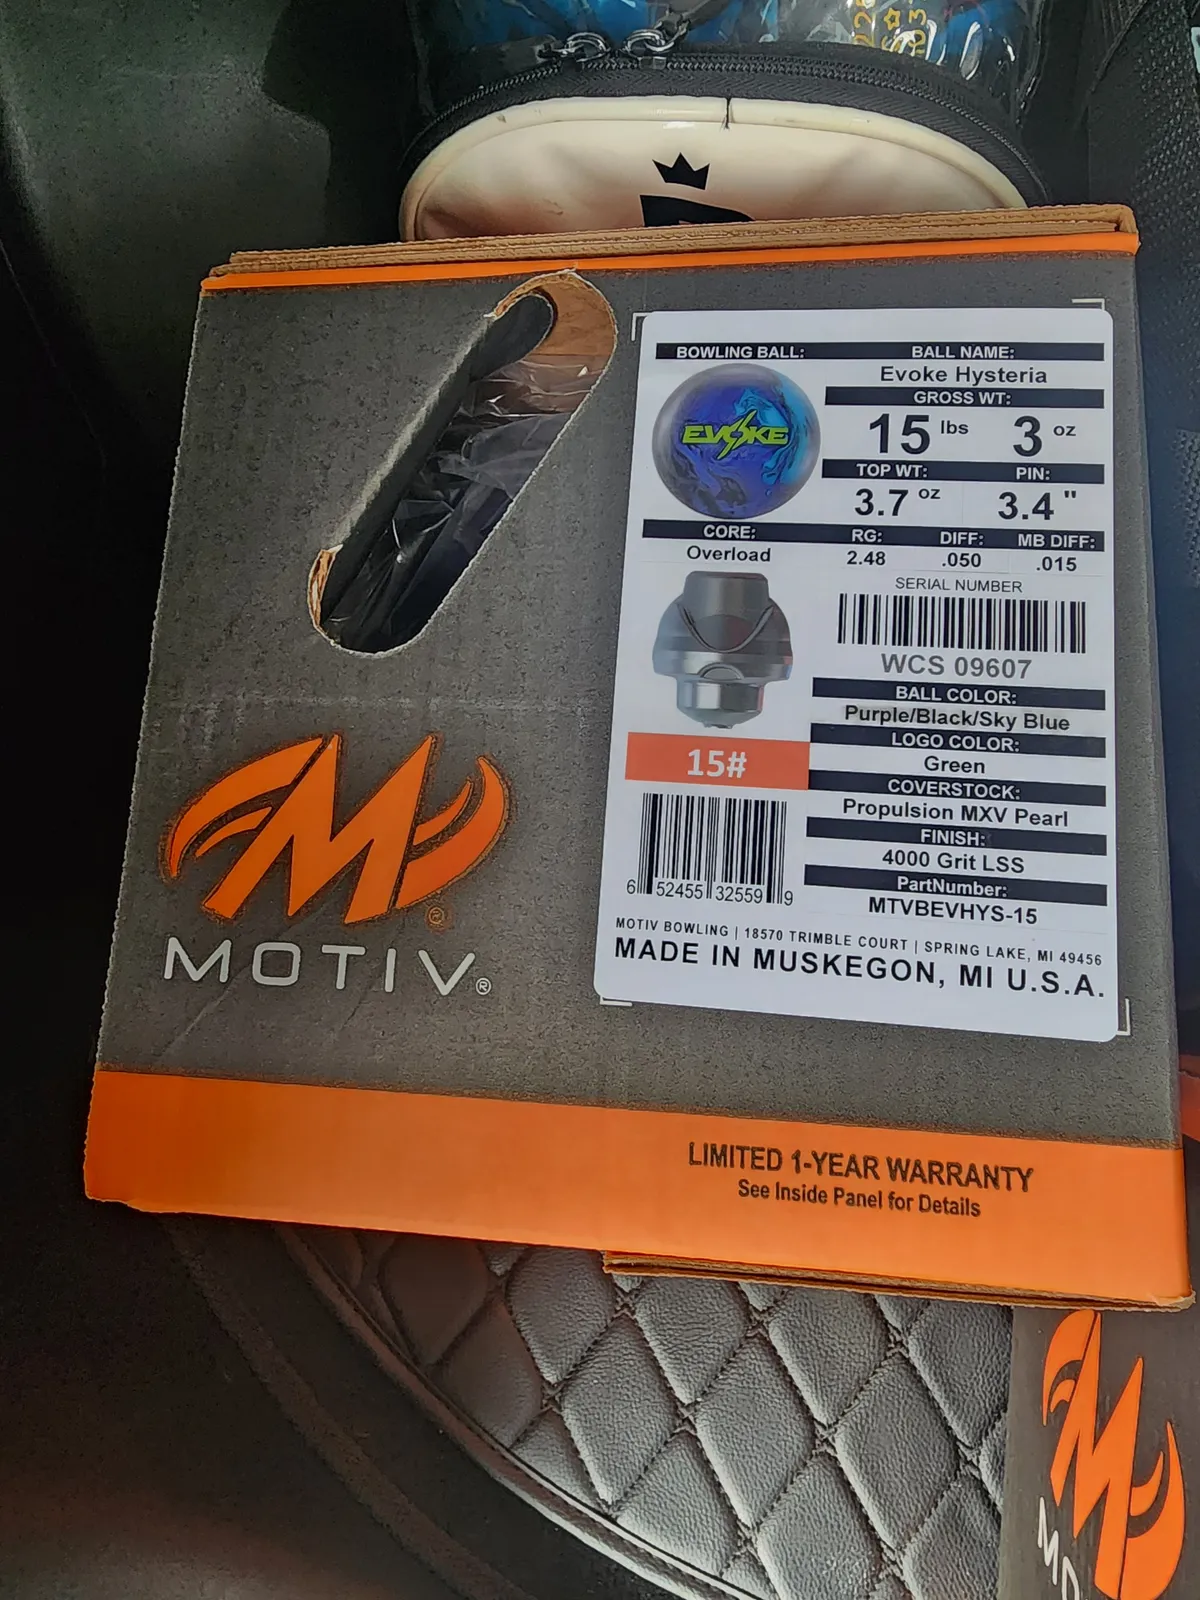 BOWLING BALL:
BALL NAME:
Evoke Hysteria
EVOKE
GROSS WT:
15 lbs 3 oz
TOP WT: PIN:
3.7 oz 3.4"
CORE: RG: DIFF: MB DIFF:
Overload 2.48 .050 .015
SERIAL NUMBER
WCS 09607
BALL COLOR:
Purple/Black/Sky Blue
LOGO COLOR:
Green
15#
COVERSTOCK:
Propulsion MXV Pearl
FINISH:
4000 Grit LSS
PartNumber:
MTVBEVHYS-15
6 52455 32559 9
MOTIV BOWLING | 18570 TRIMBLE COURT | SPRING LAKE, MI 49456
MADE IN MUSKEGON, MI U.S.A.
M
MOTIV®
LIMITED 1-YEAR WARRANTY
See Inside Panel for Details